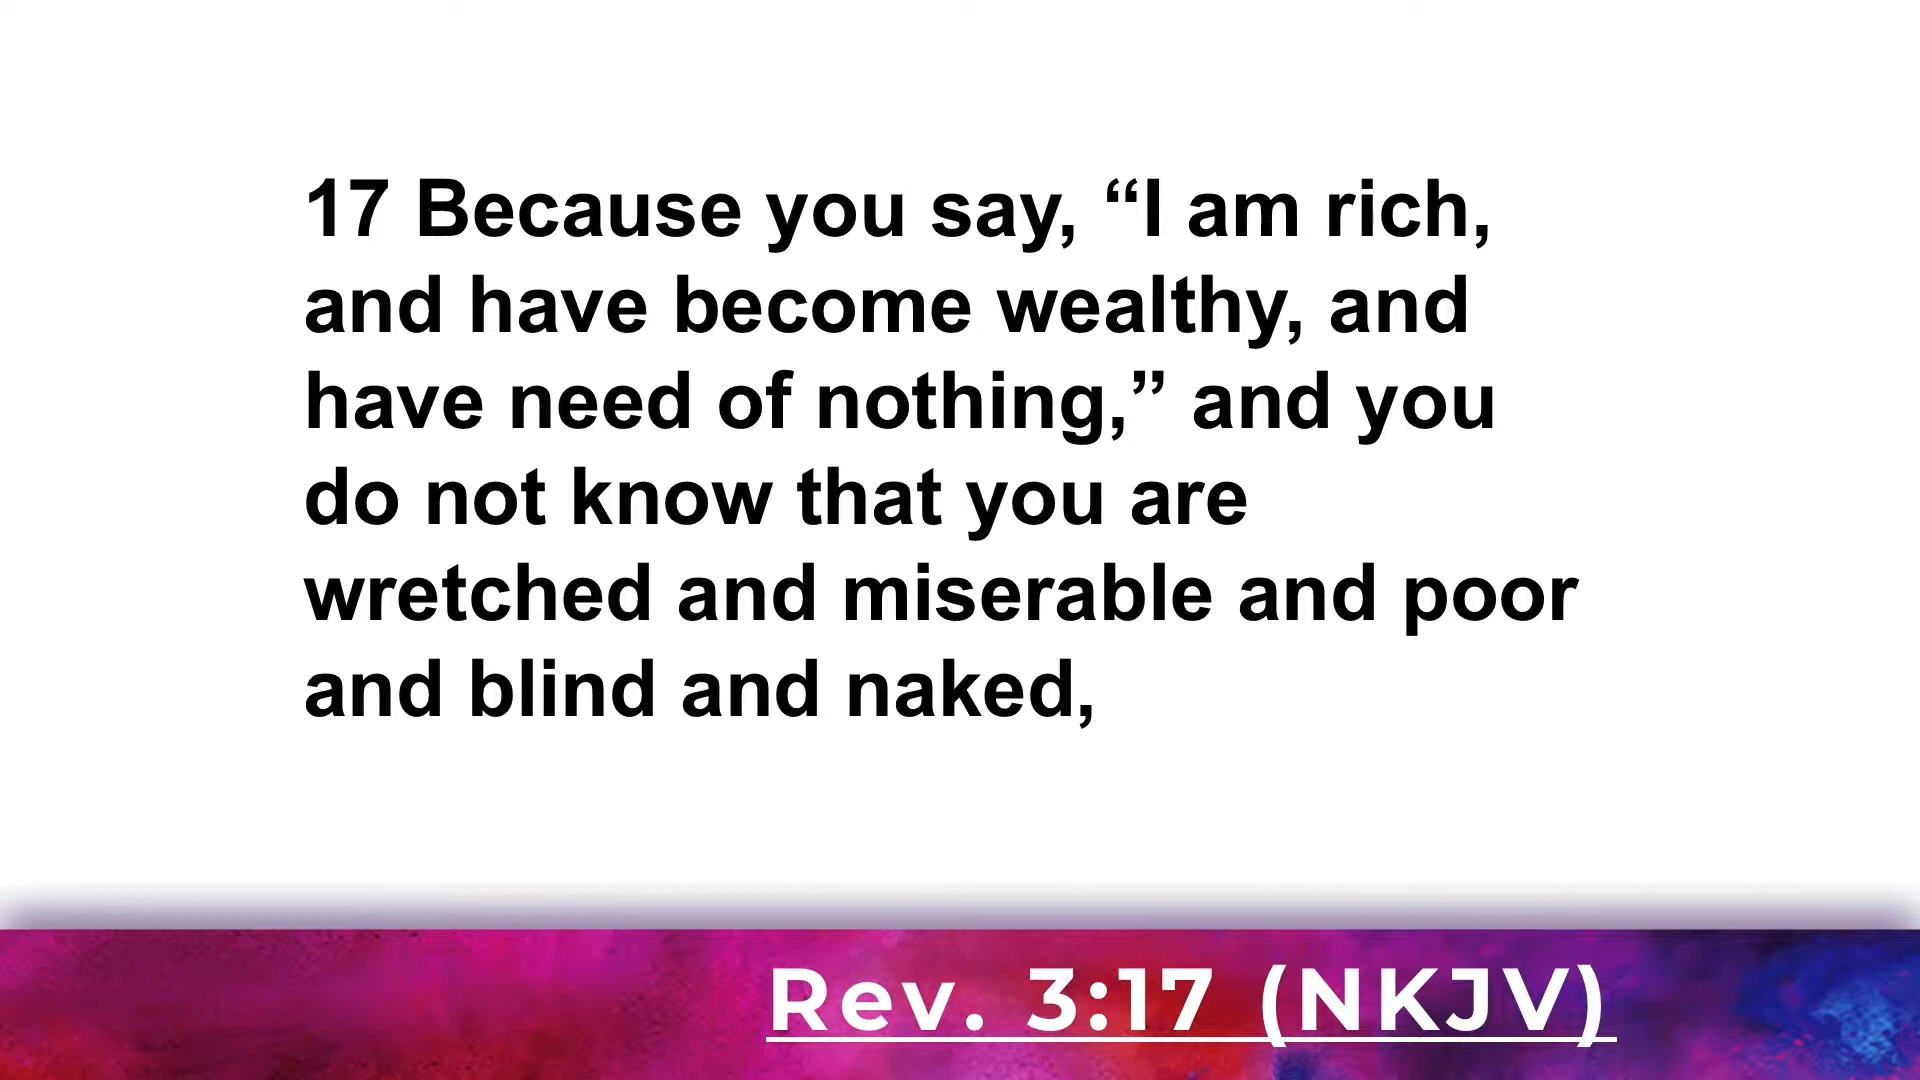 17 Because you say, “I am rich,
and have become wealthy, and
have need of nothing,” and you
do not know that you are
wretched and miserable and poor
and blind and naked,
Rev. 3:17 (NKJV)